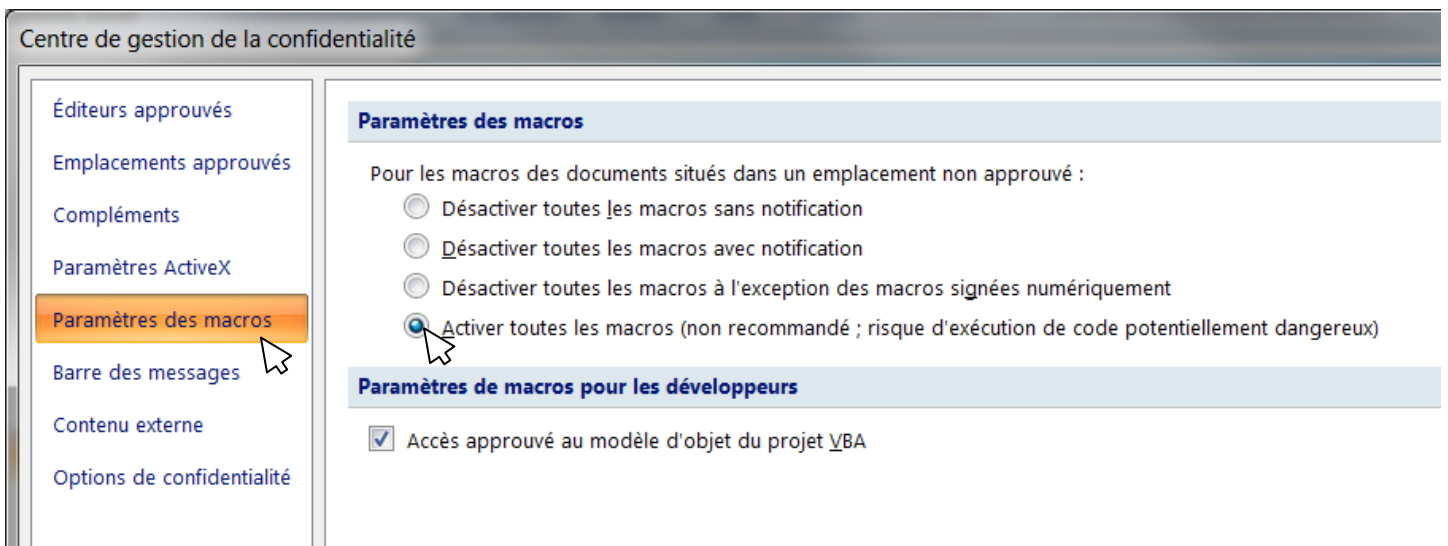 Centre de gestion de la confidentialité
Éditeurs approuvés
Emplacements approuvés
Compléments
Paramètres ActiveX
Paramètres des macros
Barre des messages
Contenu externe
Options de confidentialité
Paramètres des macros
Pour les macros des documents situés dans un emplacement non approuvé :
Désactiver toutes les macros sans notification
Désactiver toutes les macros avec notification
Désactiver toutes les macros à l'exception des macros signées numériquement
Activer toutes les macros (non recommandé ; risque d'exécution de code potentiellement dangereux)
Paramètres de macros pour les développeurs
Accès approuvé au modèle d'objet du projet VBA